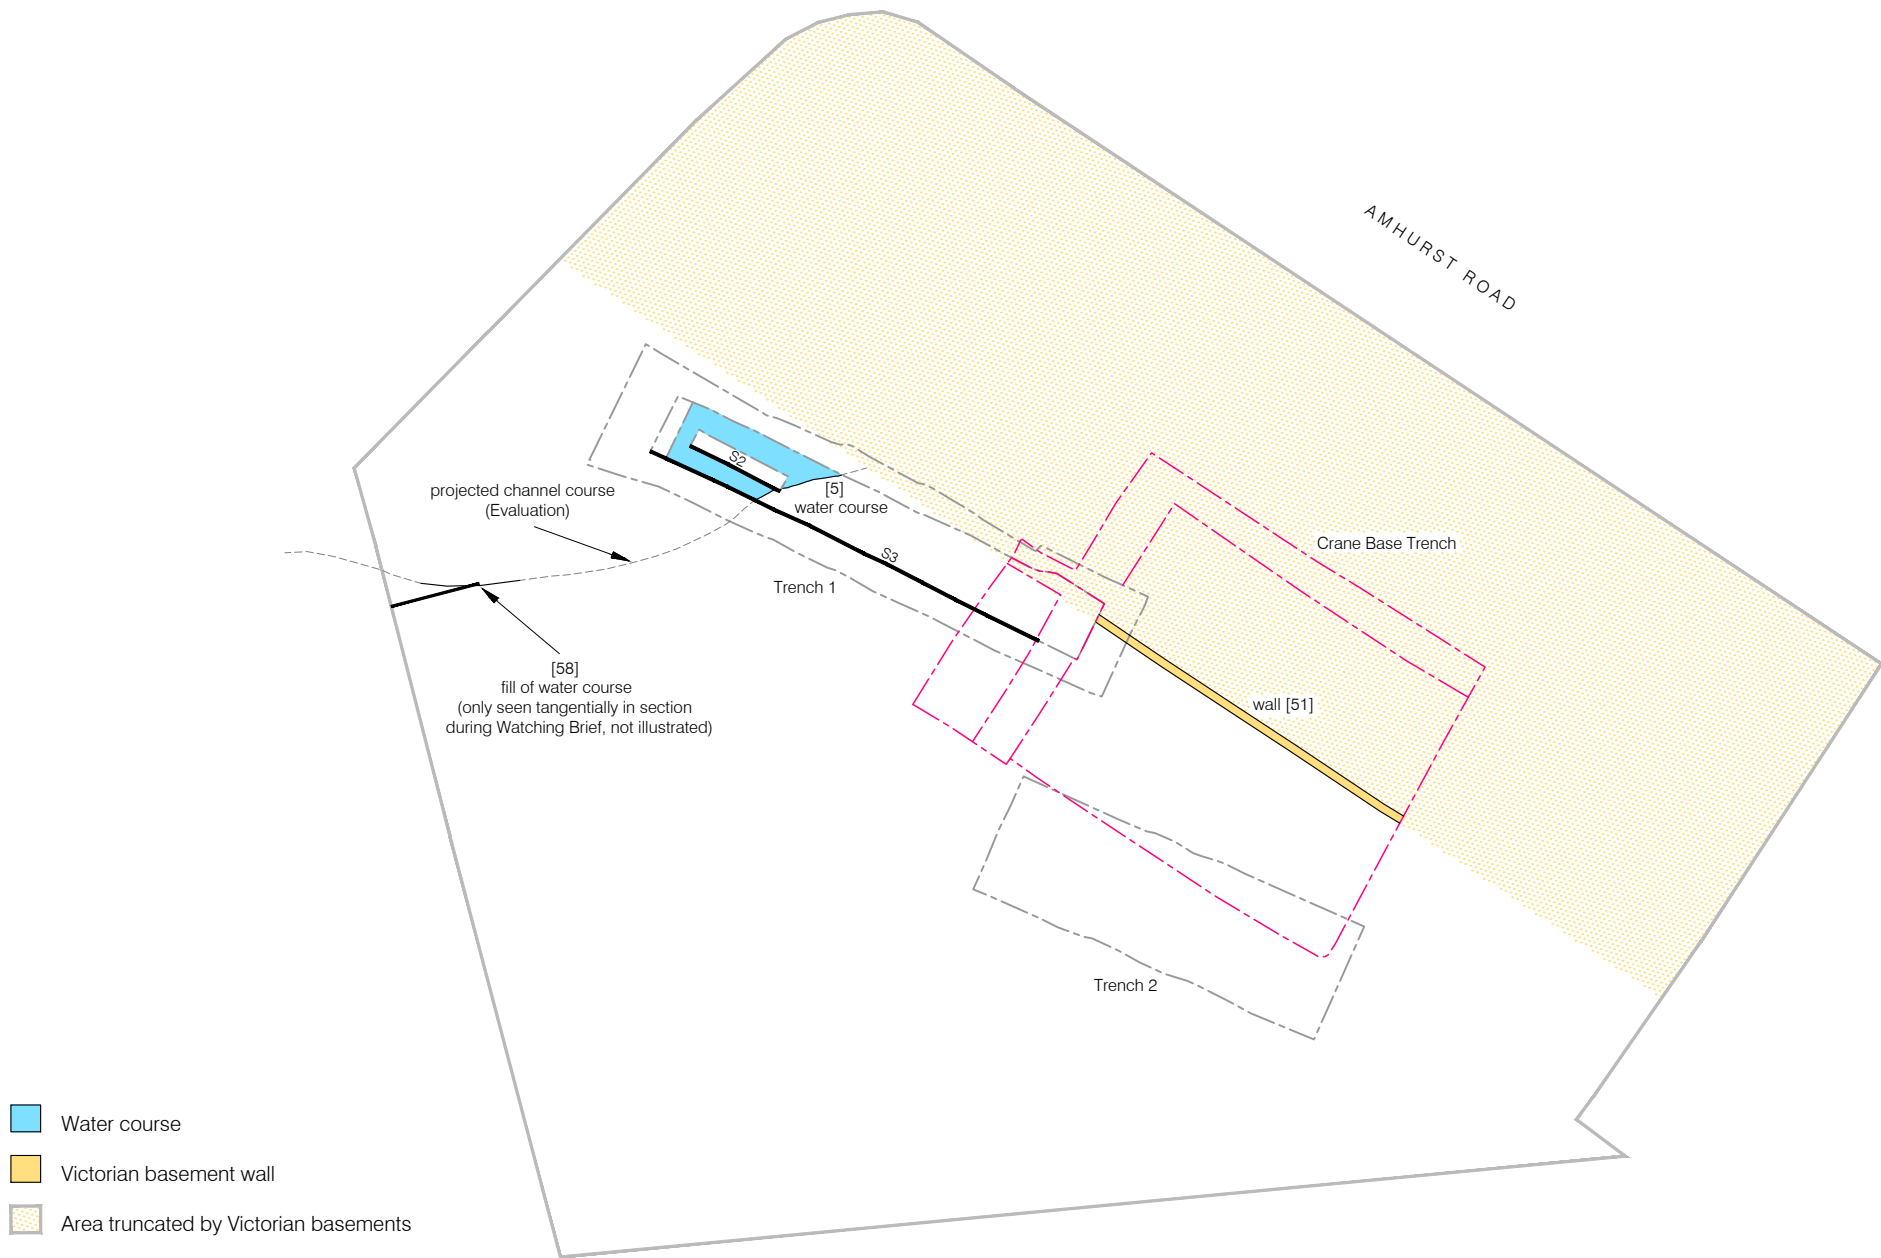 AMHURST ROAD
S2
projected channel course
(Evaluation)
[5]
water course
S3
Crane Base Trench
Trench 1
[58]
fill of water course
(only seen tangentially in section
during Watching Brief, not illustrated)
wall [51]
Trench 2
Water course
Victorian basement wall
Area truncated by Victorian basements